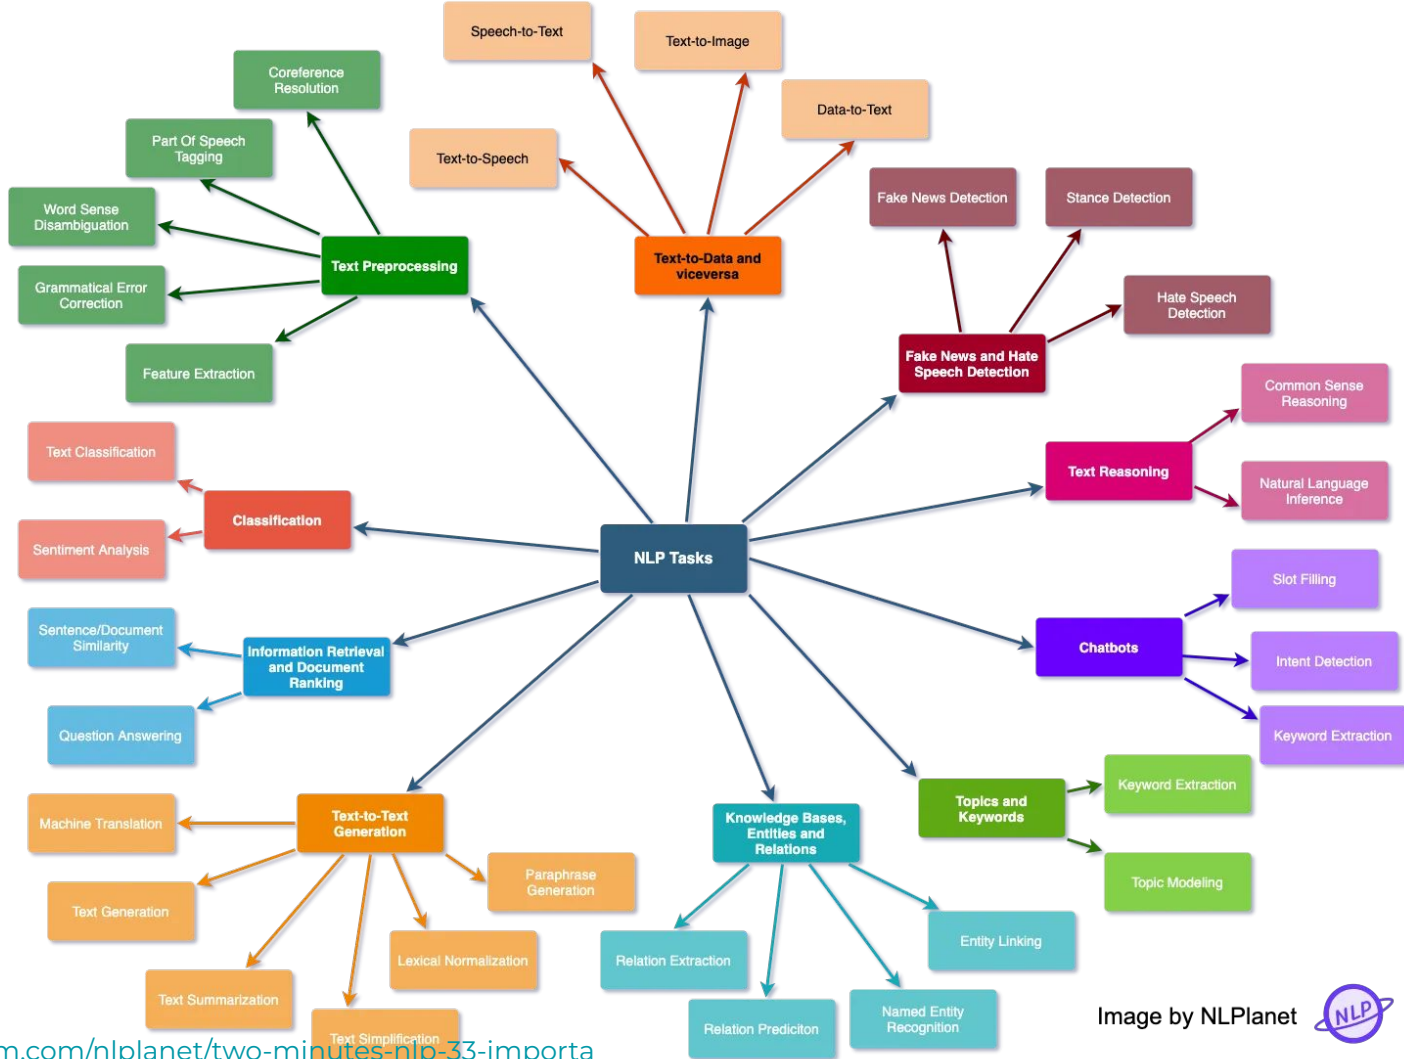 Speech-to-Text
Text-to-Image
Coreference
Resolution
Data-to-Text
Part Of Speech
Tagging
Text-to-Speech
Fake News Detection
Stance Detection
Word Sense
Disambiguation
Text Preprocessing
Text-to-Data and
viceversa
Grammatical Error
Correction
Hate Speech
Detection
Fake News and Hate
Speech Detection
Feature Extraction
Common Sense
Reasoning
Text Classification
Text Reasoning
Natural Language
Inference
Classification
Sentiment Analysis
NLP Tasks
Slot Filling
Sentence/Document
Similarity
Information Retrieval
and Document
Ranking
Chatbots
Intent Detection
Question Answering
Keyword Extraction
Keyword Extraction
Topics and
Keywords
Machine Translation
Text-to-Text
Generation
Knowledge Bases,
Entities and
Relations
Paraphrase
Generation
Topic Modeling
Text Generation
Entity Linking
Lexical Normalization
Relation Extraction
Text Summarization
Named Entity
Recognition
Relation Prediciton
Text Simplification
Image by NLPlanet
NLP
m.com/nlplanet/two-minutes-nlp-33-importa